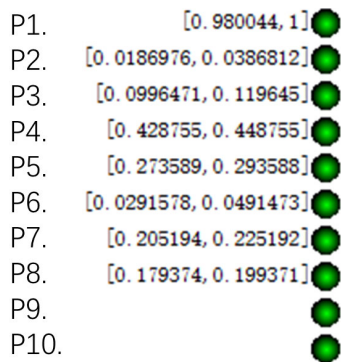 P1. [0.980044, 1]
P2. [0.0186976, 0.0386812]
P3. [0.0996471, 0.119645]
P4. [0.428755, 0.448755]
P5. [0.273589, 0.293588]
P6. [0.0291578, 0.0491473]
P7. [0.205194, 0.225192]
P8. [0.179374, 0.199371]
P9.
P10.